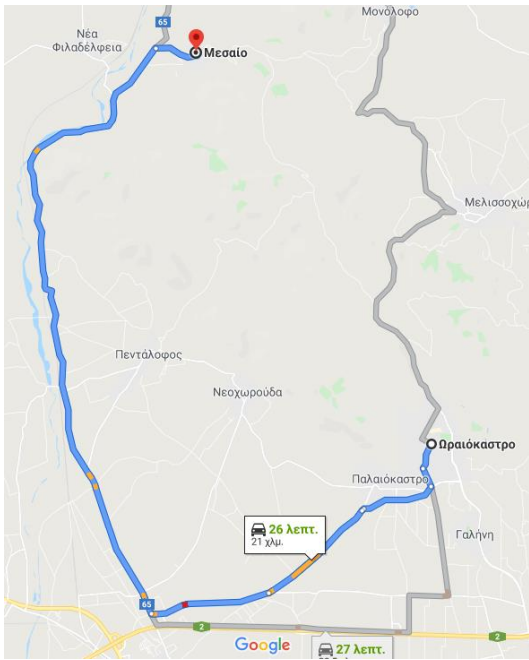 Μονόλοφο
65
Νέα
Φιλαδέλφεια
Μεσαίο
Μελισσοχώρ
Πεντάλοφος
Νεοχωρούδα
Ωραιόκαστρο
Παλαιόκαστρο
26 λεπτ.
21 χλμ.
Γαλήνη
65
2
Google
27 λεπτ.
2